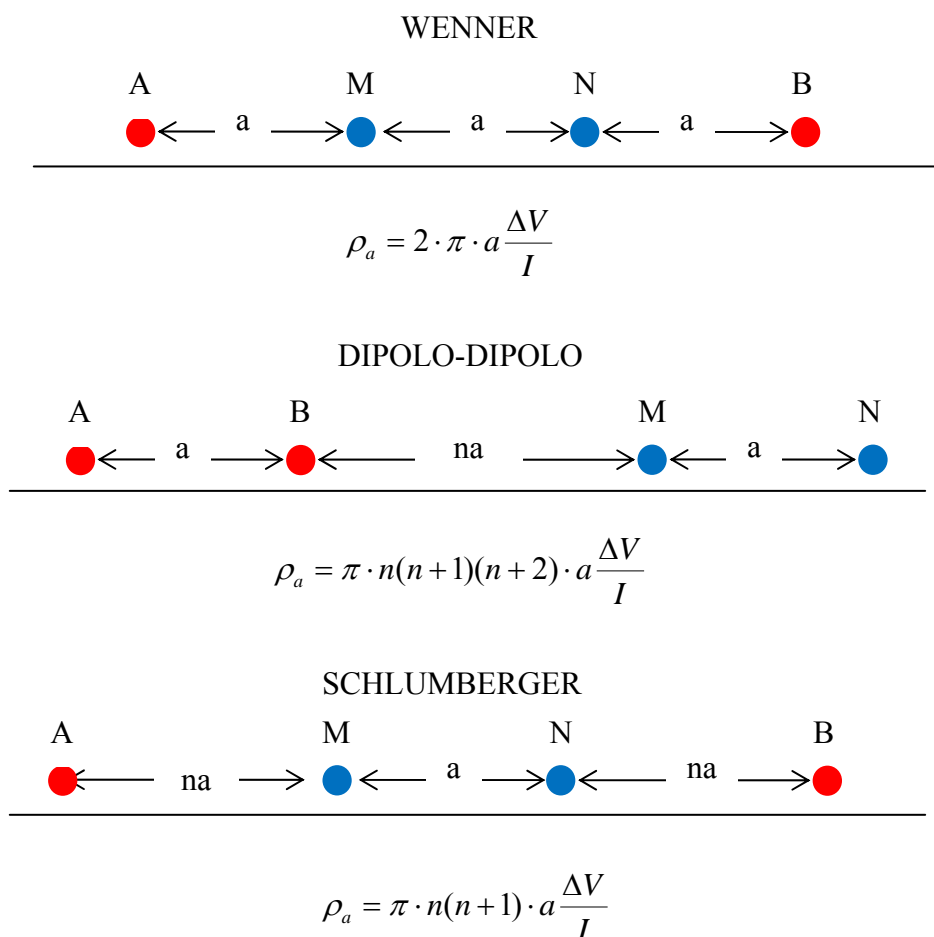 WENNER
A M N B
a a a
ρₐ = 2 · π · a ΔV/I
DIPOLO-DIPOLO
A B M N
a na a
ρₐ = π · n(n+1)(n+2) · a ΔV/I
SCHLUMBERGER
A M N B
na a na
ρₐ = π · n(n+1) · a ΔV/I